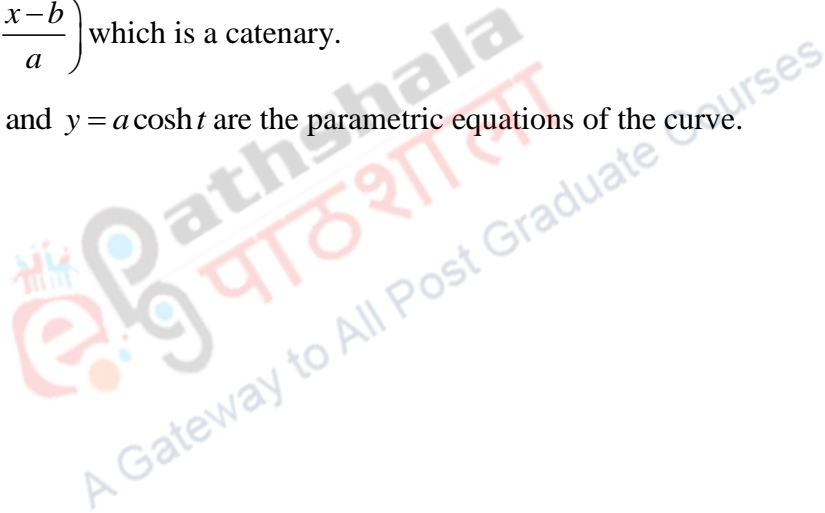 x−b
a
) which is a catenary.
and y = a cosh t are the parametric equations of the curve.
Pathshala
पाठशाला
A Gateway to All Post Graduate Courses